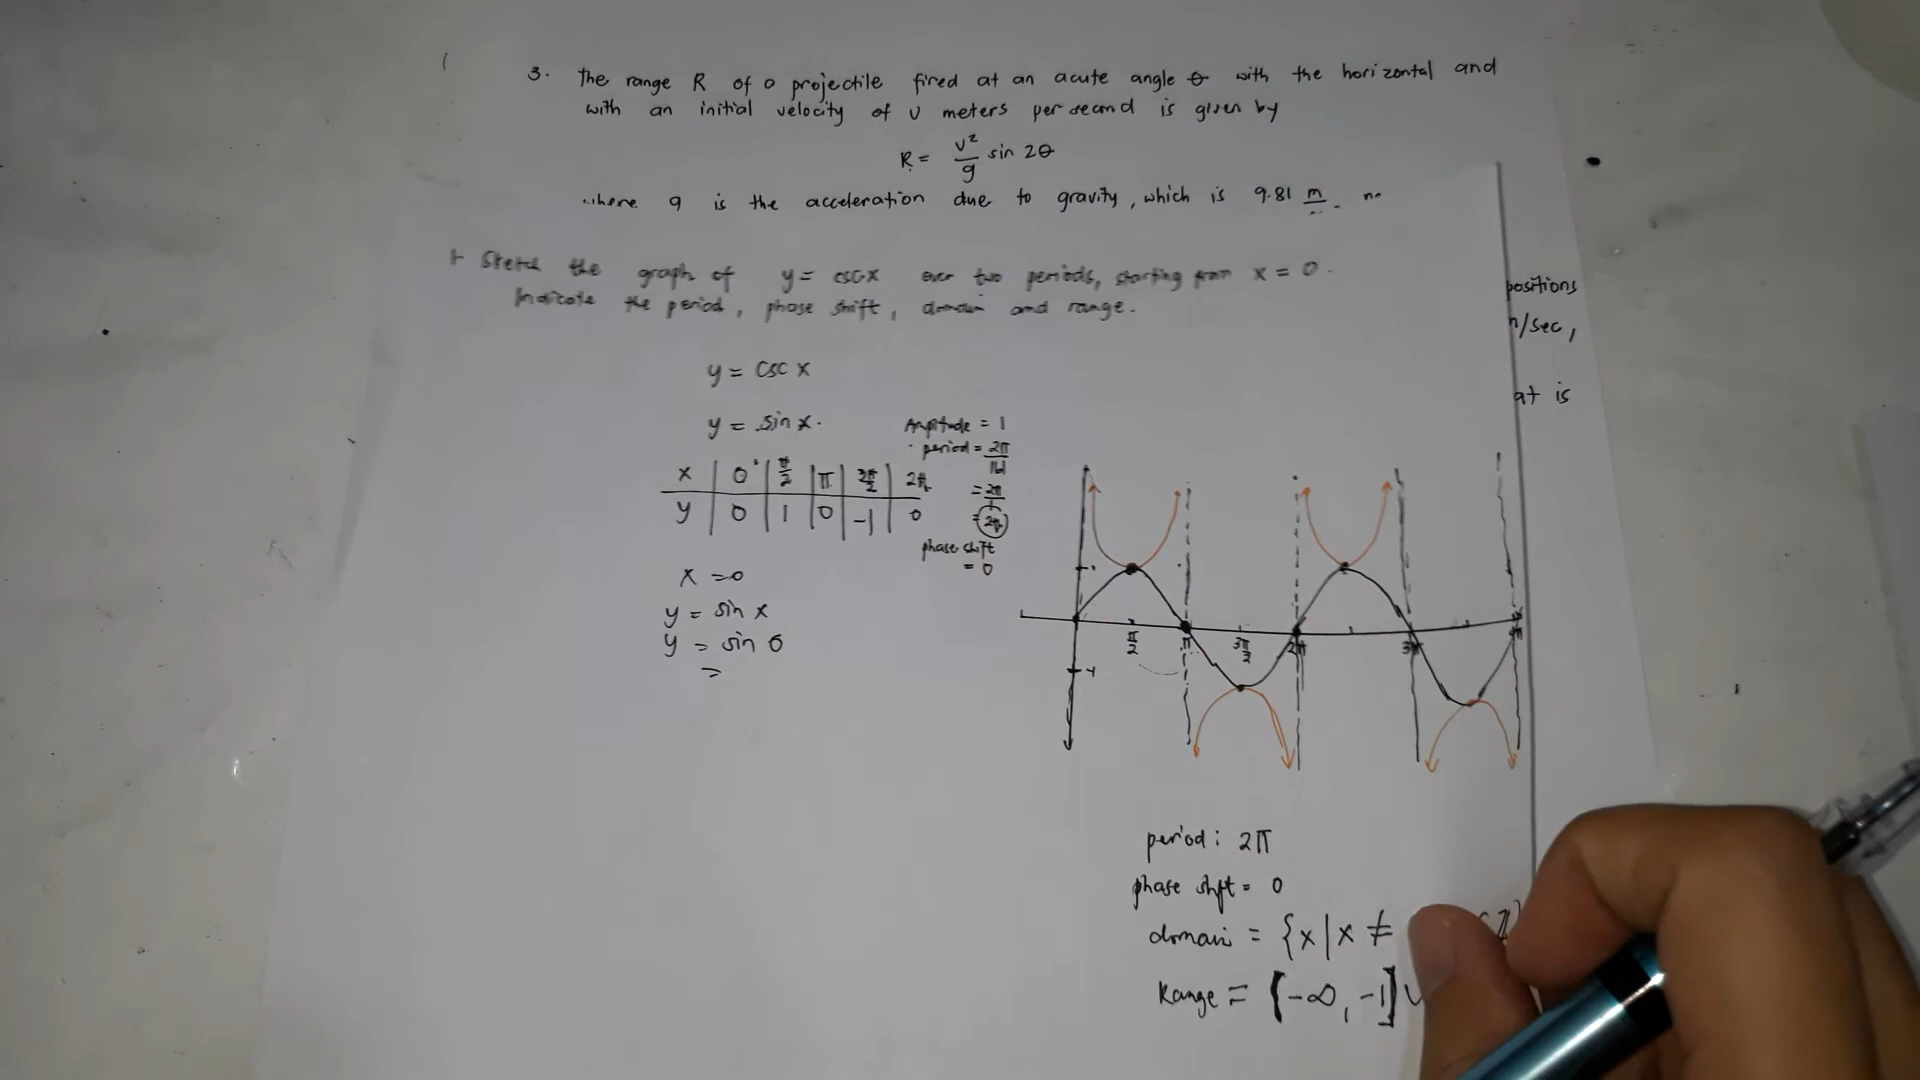 3. The range R of a projectile fired at an acute angle θ with the horizontal and
with an initial velocity of v meters per second is given by
R = v²/g sin 2θ
where g is the acceleration due to gravity, which is 9.81 m
positions
m/sec,
at is
1 Sketch the graph of y = csc x over two periods, starting from x = 0.
Indicate the period, phase shift, domain and range.
y = csc x
y = sin x.
x | 0 | π/2 | π | 3π/2 | 2π
y | 0 | 1 | 0 | -1 | 0
Amplitude = 1
period = 2π/|b|
= 2π/1
= 2π
phase shift
= 0
x = 0
y = sin x
y = sin 0
=
π/2 π 3π/2 2π 3π 4π
-1
period: 2π
phase shift = 0
domain = {x|x ≠ ℤ}
Range = [-∞, -1] ∪